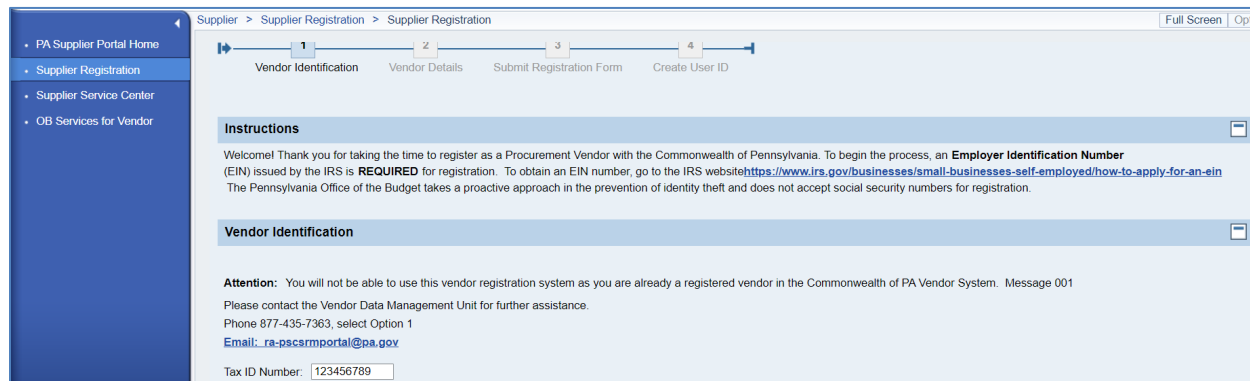 Supplier > Supplier Registration > Supplier Registration
Full Screen
PA Supplier Portal Home
Supplier Registration
Supplier Service Center
OB Services for Vendor
1 2 3 4
Vendor Identification Vendor Details Submit Registration Form Create User ID
Instructions
Welcome! Thank you for taking the time to register as a Procurement Vendor with the Commonwealth of Pennsylvania. To begin the process, an Employer Identification Number
(EIN) issued by the IRS is REQUIRED for registration. To obtain an EIN number, go to the IRS websitehttps://www.irs.gov/businesses/small-businesses-self-employed/how-to-apply-for-an-ein
The Pennsylvania Office of the Budget takes a proactive approach in the prevention of identity theft and does not accept social security numbers for registration.
Vendor Identification
Attention: You will not be able to use this vendor registration system as you are already a registered vendor in the Commonwealth of PA Vendor System. Message 001
Please contact the Vendor Data Management Unit for further assistance.
Phone 877-435-7363, select Option 1
Email: ra-pscsrmportal@pa.gov
Tax ID Number: 123456789